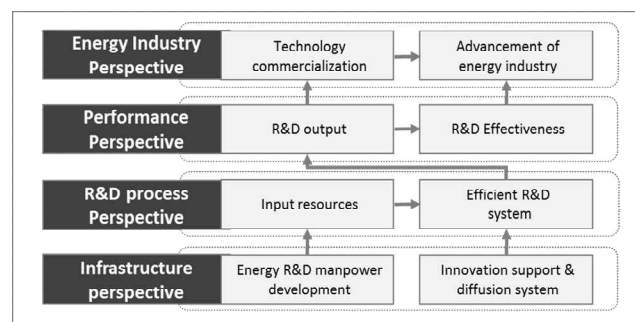 Energy Industry
Perspective
Technology
commercialization
Advancement of
energy industry
Performance
Perspective
R&D output
R&D Effectiveness
R&D process
Perspective
Input resources
Efficient R&D
system
Infrastructure
perspective
Energy R&D manpower
development
Innovation support &
diffusion system